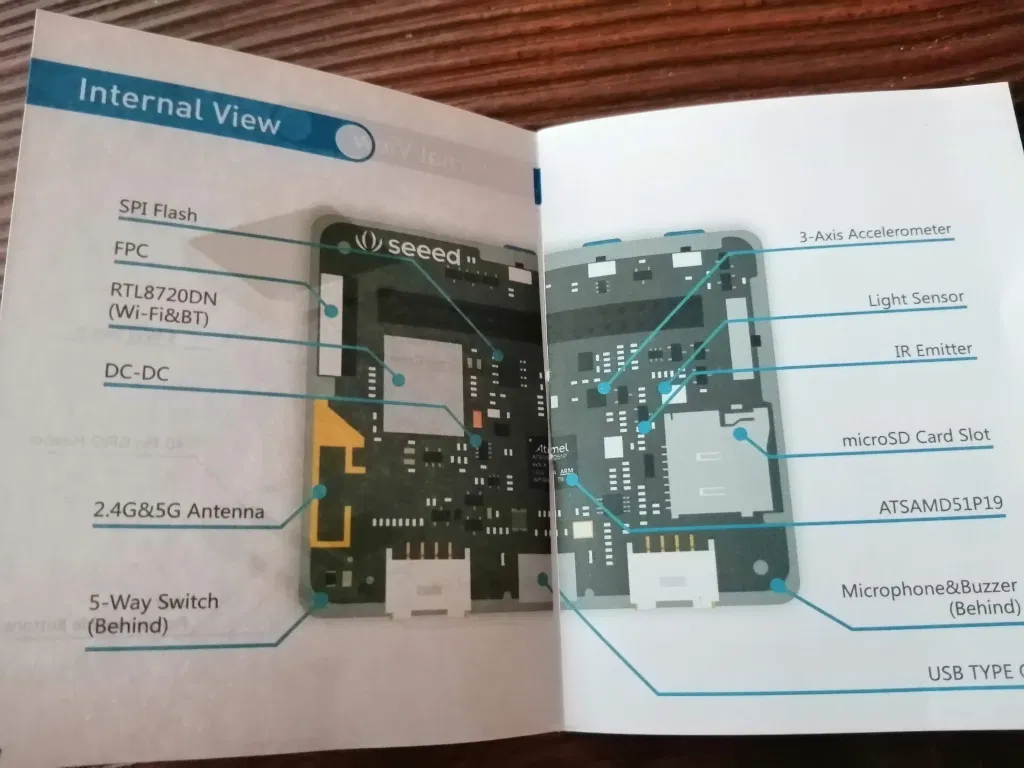 Internal View
SPI Flash
FPC
RTL8720DN
(Wi-Fi&BT)
DC-DC
2.4G&5G Antenna
5-Way Switch
(Behind)
seeed
Atmel
ARM
3-Axis Accelerometer
Light Sensor
IR Emitter
microSD Card Slot
ATSAMD51P19
Microphone&Buzzer
(Behind)
USB TYPE C